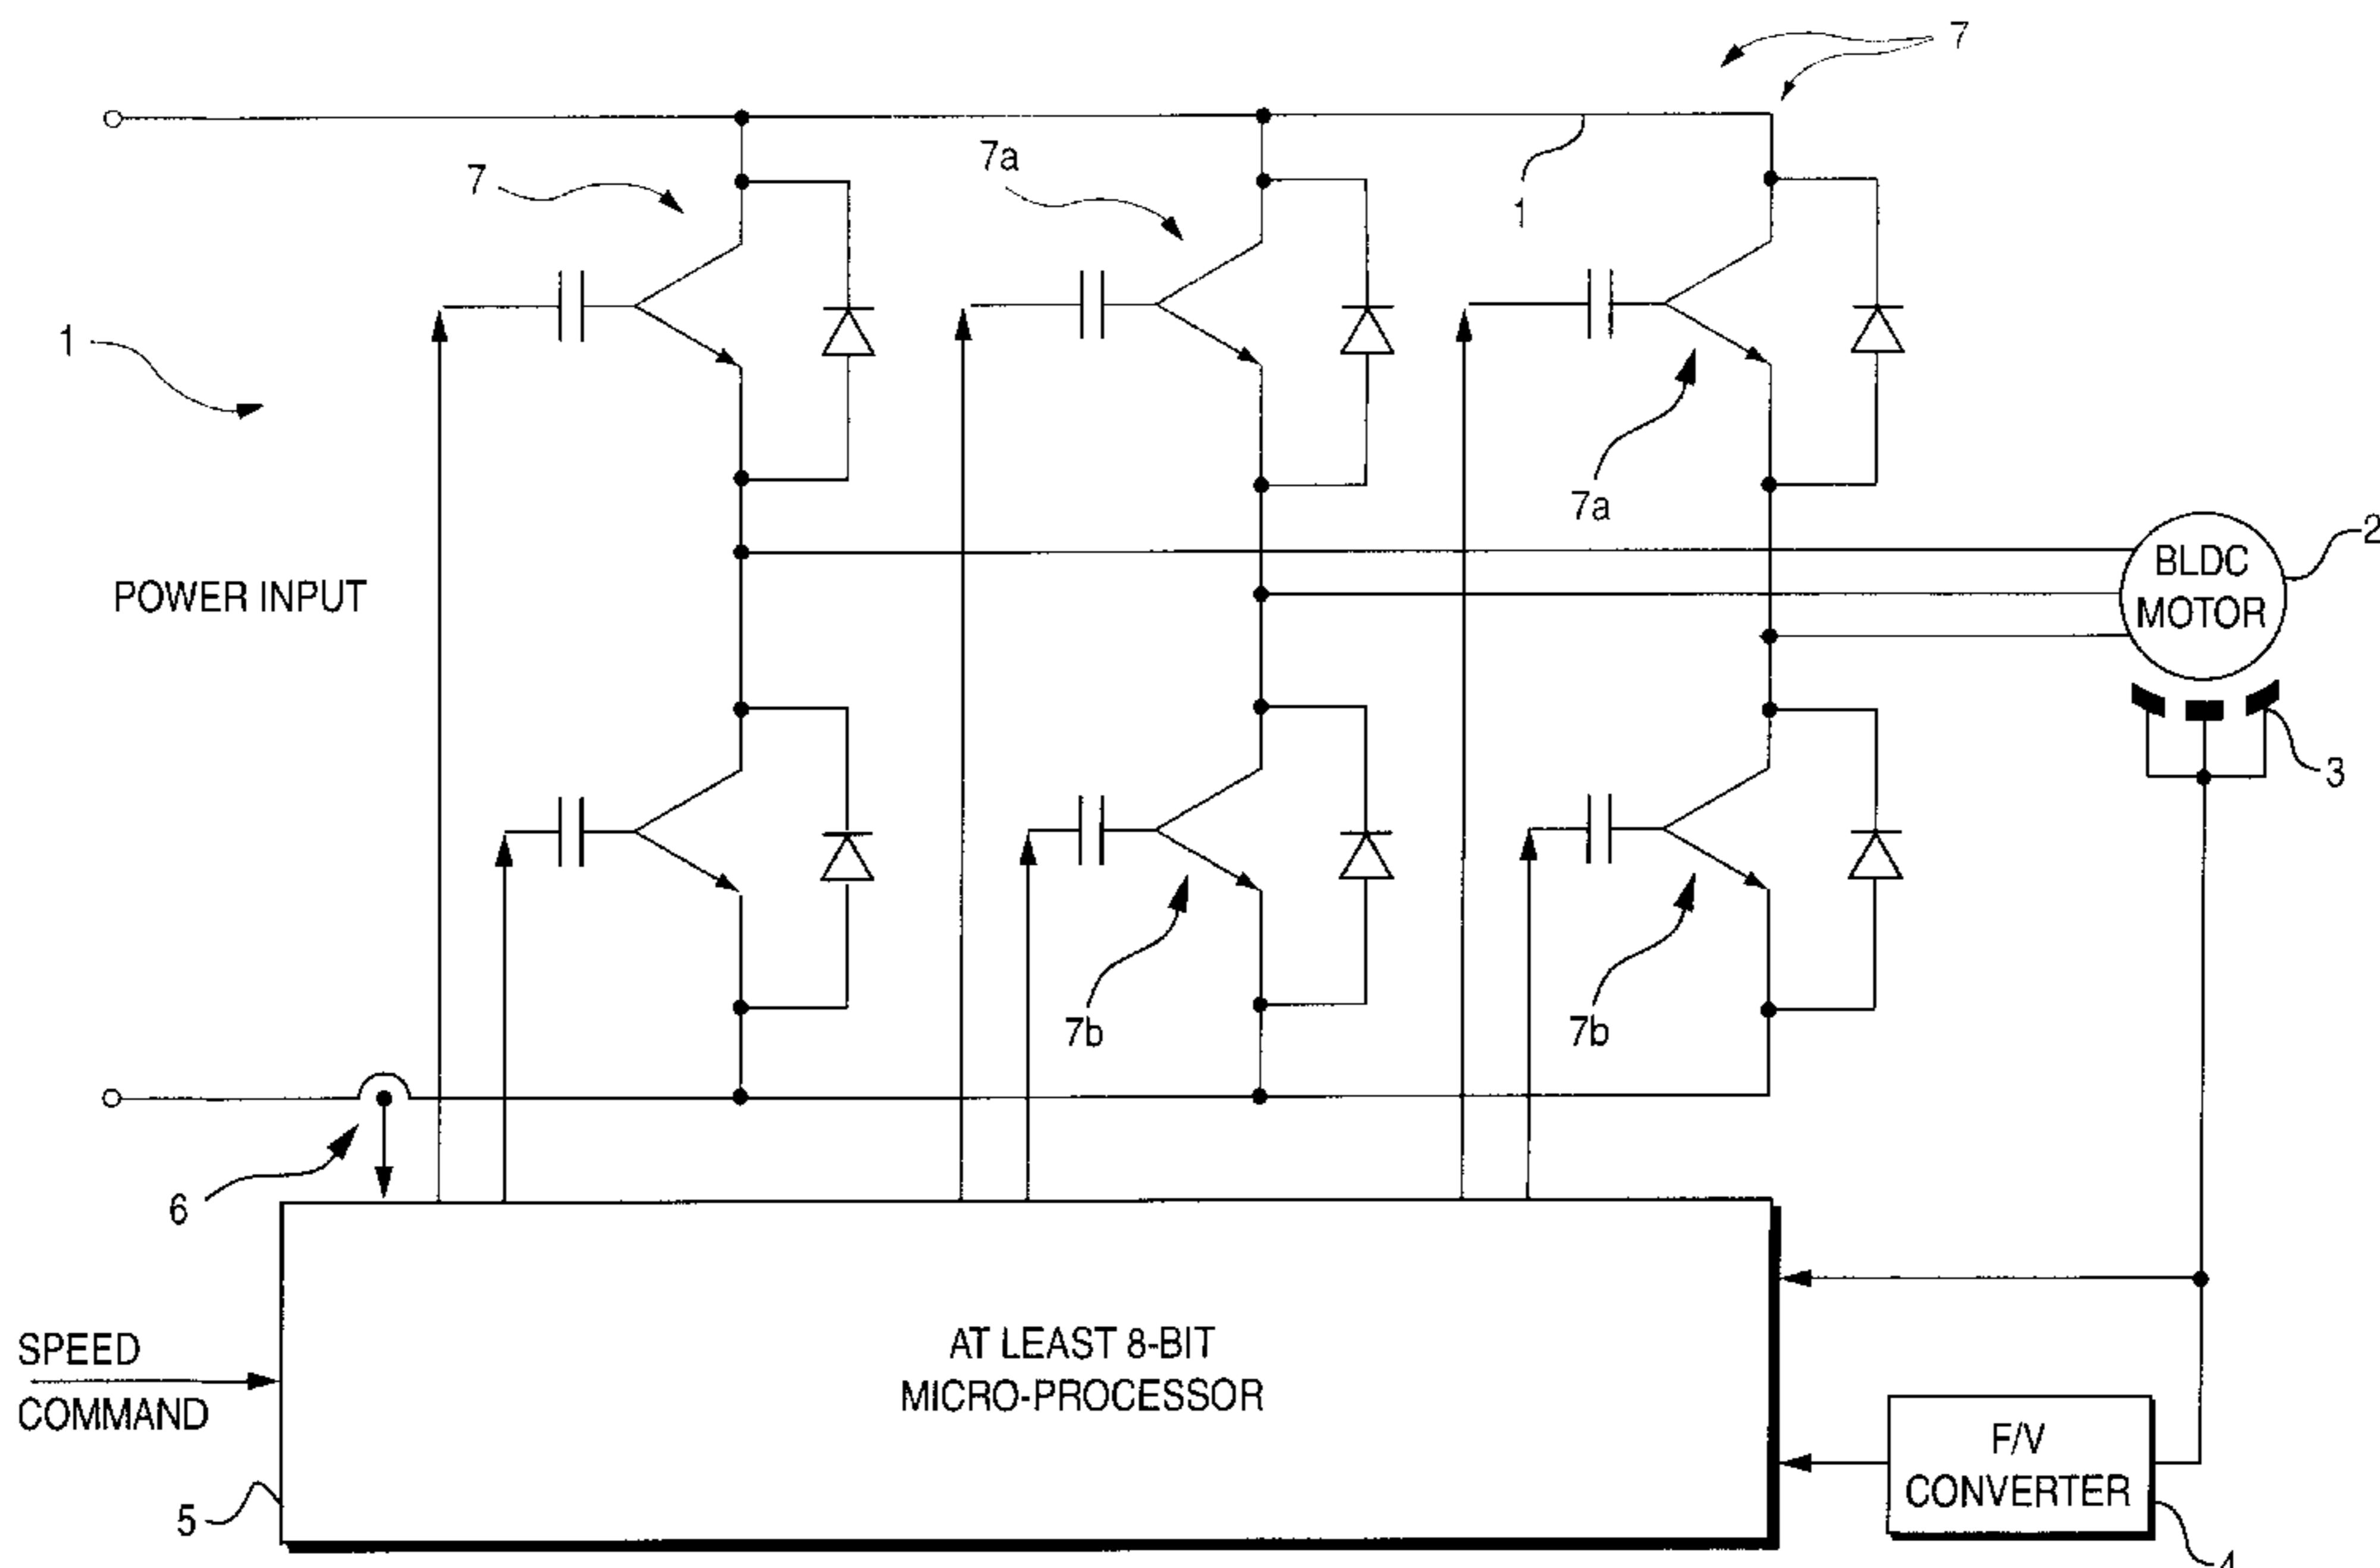 7
7
7a
1
1
7a
2
BLDC
MOTOR
POWER INPUT
3
7b
7b
6
AT LEAST 8-BIT
MICRO-PROCESSOR
SPEED
COMMAND
F/V
CONVERTER
5
4